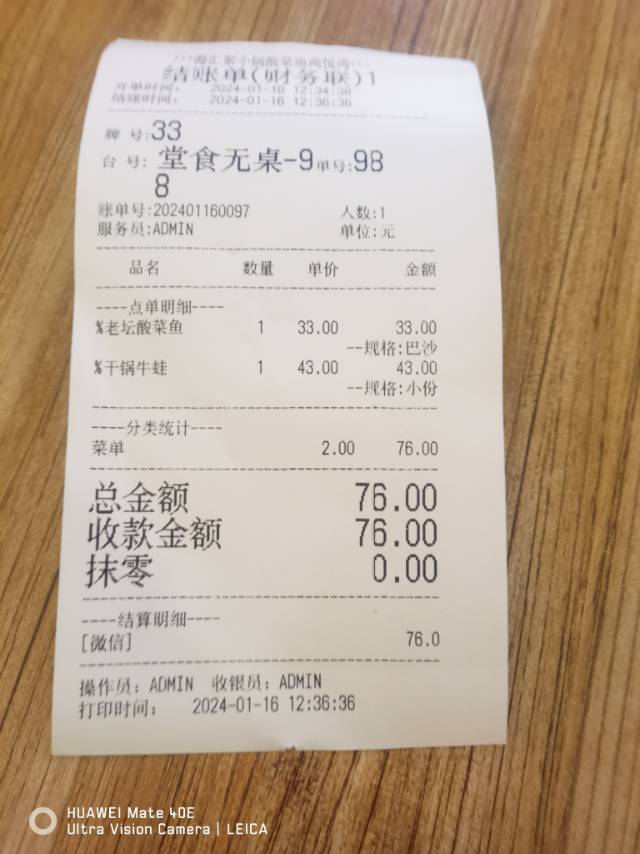 结账单(财务联)1
开单时间: 2024-01-16 12:34:36
结账时间: 2024-01-16 12:36:36
牌 号:33
台 号: 堂食无桌-9单号:98
8
账单号:202401160097 人数:1
服务员:ADMIN 单位:元
品名 数量 单价 金额
----点单明细----
%老坛酸菜鱼 1 33.00 33.00
--规格:巴沙
%干锅牛蛙 1 43.00 43.00
--规格:小份
----分类统计----
菜单 2.00 76.00
总金额 76.00
收款金额 76.00
抹零 0.00
----结算明细----
[微信] 76.0
操作员: ADMIN 收银员: ADMIN
打印时间: 2024-01-16 12:36:36
HUAWEI Mate 40E
Ultra Vision Camera | LEICA